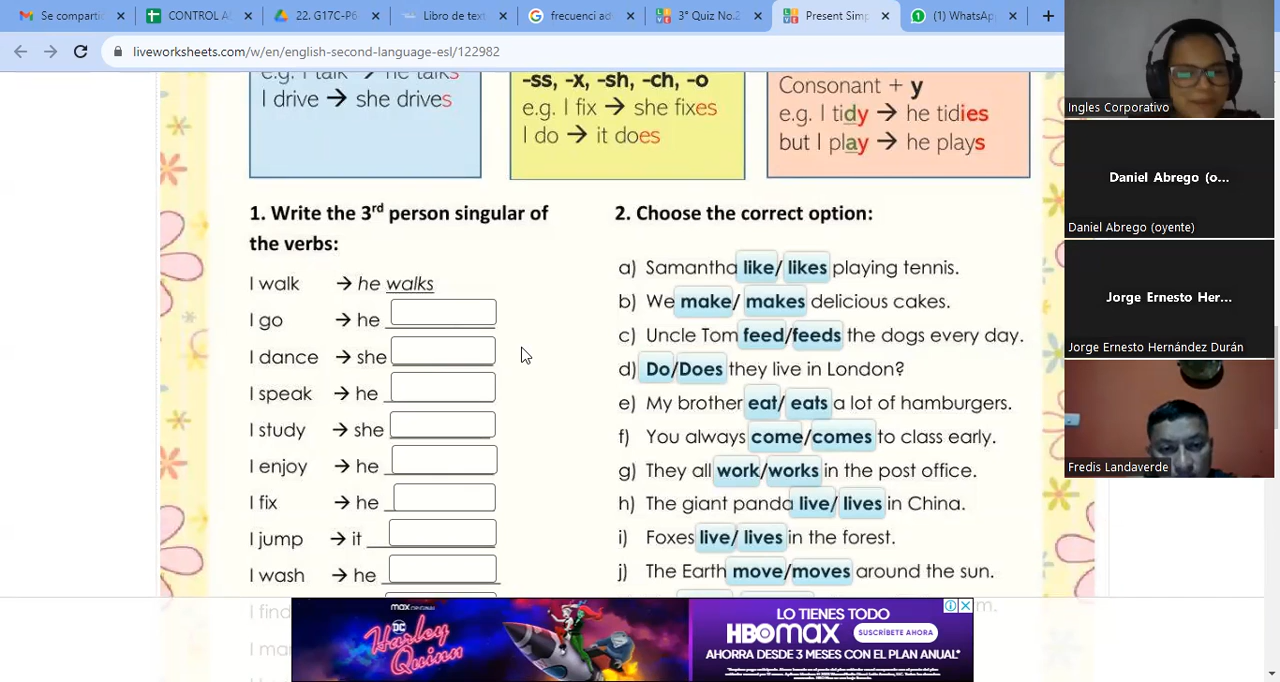 Se comparti
CONTROL A
22. G17C-P6
Libro de text
frecuenci ad
3° Quiz No.2
Present Simp
(1) WhatsAp
liveworksheets.com/w/en/english-second-language-esl/122982
e.g. I talk → he talks
I drive → she drives
-ss, -x, -sh, -ch, -o
e.g. I fix → she fixes
I do → it does
Consonant + y
e.g. I tidy → he tidies
but I play → he plays
1. Write the 3rd person singular of
the verbs:
I walk → he walks
I go → he
I dance → she
I speak → he
I study → she
I enjoy → he
I fix → he
I jump → it
I wash → he
I find
2. Choose the correct option:
a) Samantha like/ likes playing tennis.
b) We make/ makes delicious cakes.
c) Uncle Tom feed/feeds the dogs every day.
d) Do/Does they live in London?
e) My brother eat/ eats a lot of hamburgers.
f) You always come/comes to class early.
g) They all work/works in the post office.
h) The giant panda live/ lives in China.
i) Foxes live/ lives in the forest.
j) The Earth move/moves around the sun.
max original
DC
Harley
Quinn
LO TIENES TODO
HBOmax
SUSCRÍBETE AHORA
AHORRA DESDE 3 MESES CON EL PLAN ANUAL*
Ingles Corporativo
Daniel Abrego (o...
Daniel Abrego (oyente)
Jorge Ernesto Her...
Jorge Ernesto Hernández Durán
Fredis Landaverde